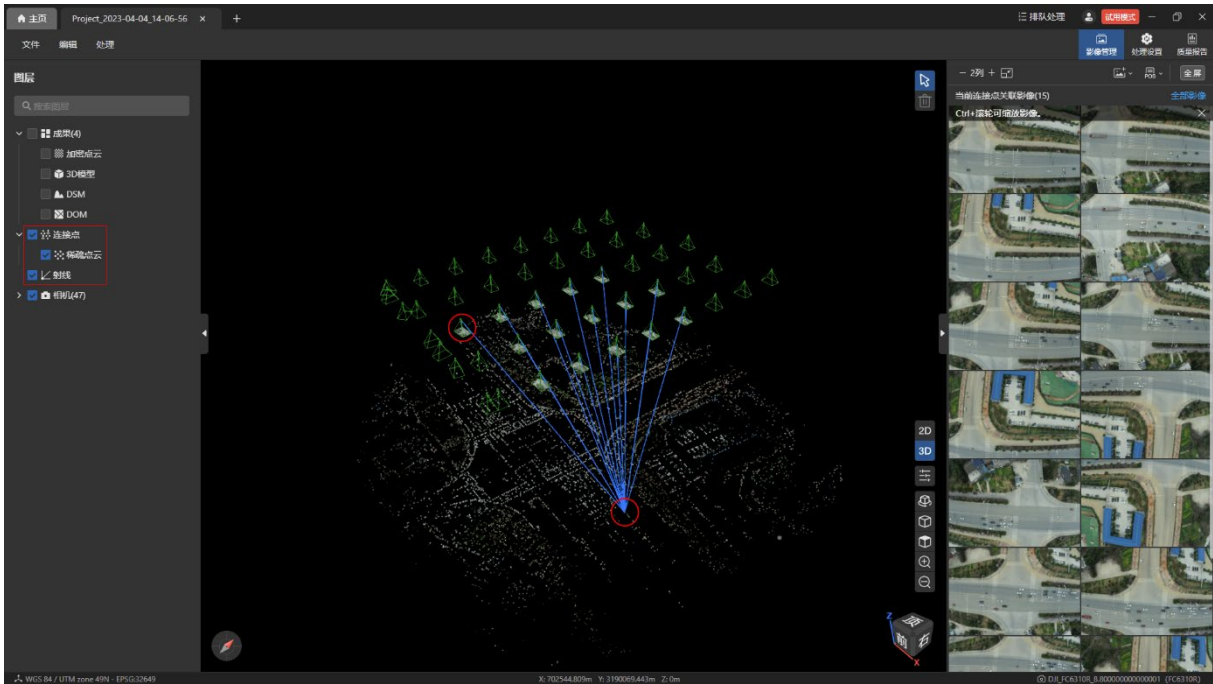 主页
Project_2023-04-04_14-06-56
排队处理
试用模式
文件 编辑 处理
影像管理 处理设置 质量报告
图层
搜索图层
成果(4)
加密点云
3D模型
DSM
DOM
连接点
稀疏点云
射线
相机(47)
2列
POS
全屏
当前连接点关联影像(15) 全部影像
Ctrl+滚轮可缩放影像。
2D
3D
Z
顶
前 右
X
WGS 84 / UTM zone 49N - EPSG:32649
X: 702544.809m Y: 3190069.443m Z: 0m
DJI_FC6310R_8.800000000000001 (FC6310R)